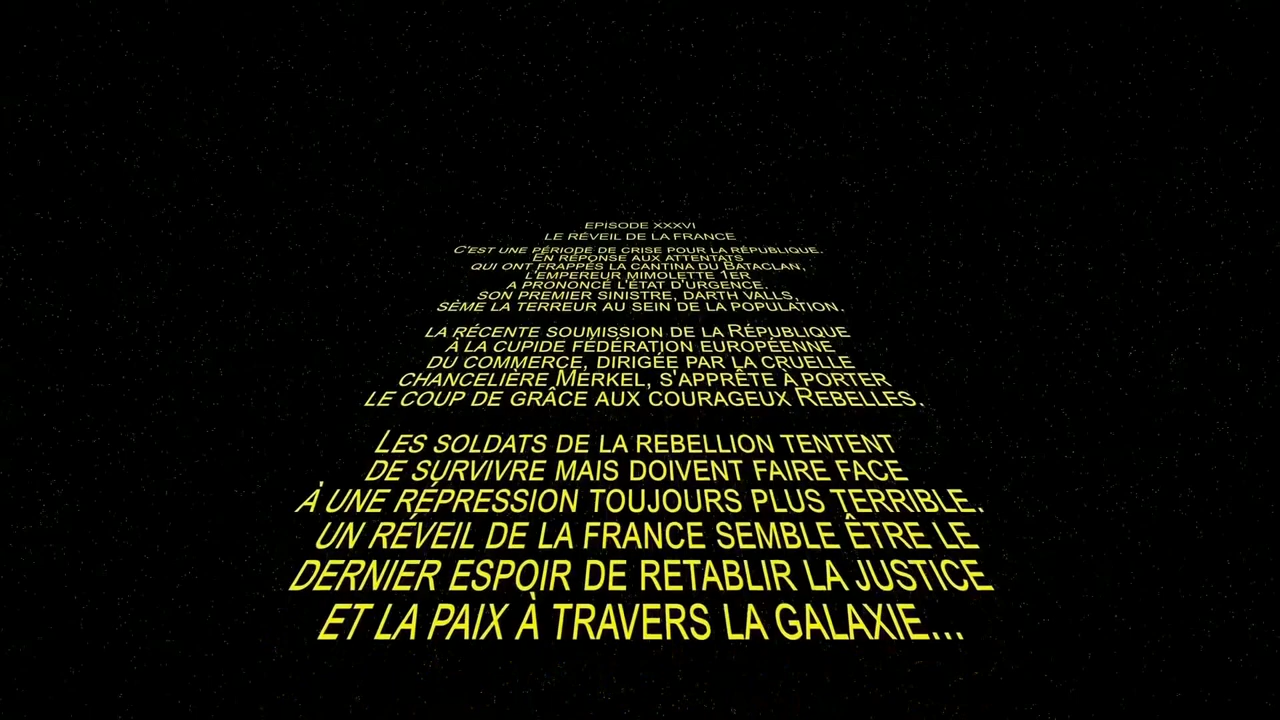 EPISODE XXXVI
LE RÉVEIL DE LA FRANCE
C'EST UNE PÉRIODE DE CRISE POUR LA RÉPUBLIQUE.
EN RÉPONSE AUX ATTENTATS
QUI ONT FRAPPÉS LA CANTINA DU BATACLAN,
L'EMPEREUR MIMOLETTE 1ER
A PRONONCÉ L'ÉTAT D'URGENCE.
SON PREMIER SINISTRE, DARTH VALLS,
SÈME LA TERREUR AU SEIN DE LA POPULATION.
LA RÉCENTE SOUMISSION DE LA RÉPUBLIQUE
À LA CUPIDE FÉDÉRATION EUROPÉENNE
DU COMMERCE, DIRIGÉE PAR LA CRUELLE
CHANCELIÈRE MERKEL, S'APPRÊTE À PORTER
LE COUP DE GRÂCE AUX COURAGEUX REBELLES.
LES SOLDATS DE LA REBELLION TENTENT
DE SURVIVRE MAIS DOIVENT FAIRE FACE
À UNE RÉPRESSION TOUJOURS PLUS TERRIBLE.
UN RÉVEIL DE LA FRANCE SEMBLE ÊTRE LE
DERNIER ESPOIR DE RETABLIR LA JUSTICE
ET LA PAIX À TRAVERS LA GALAXIE...